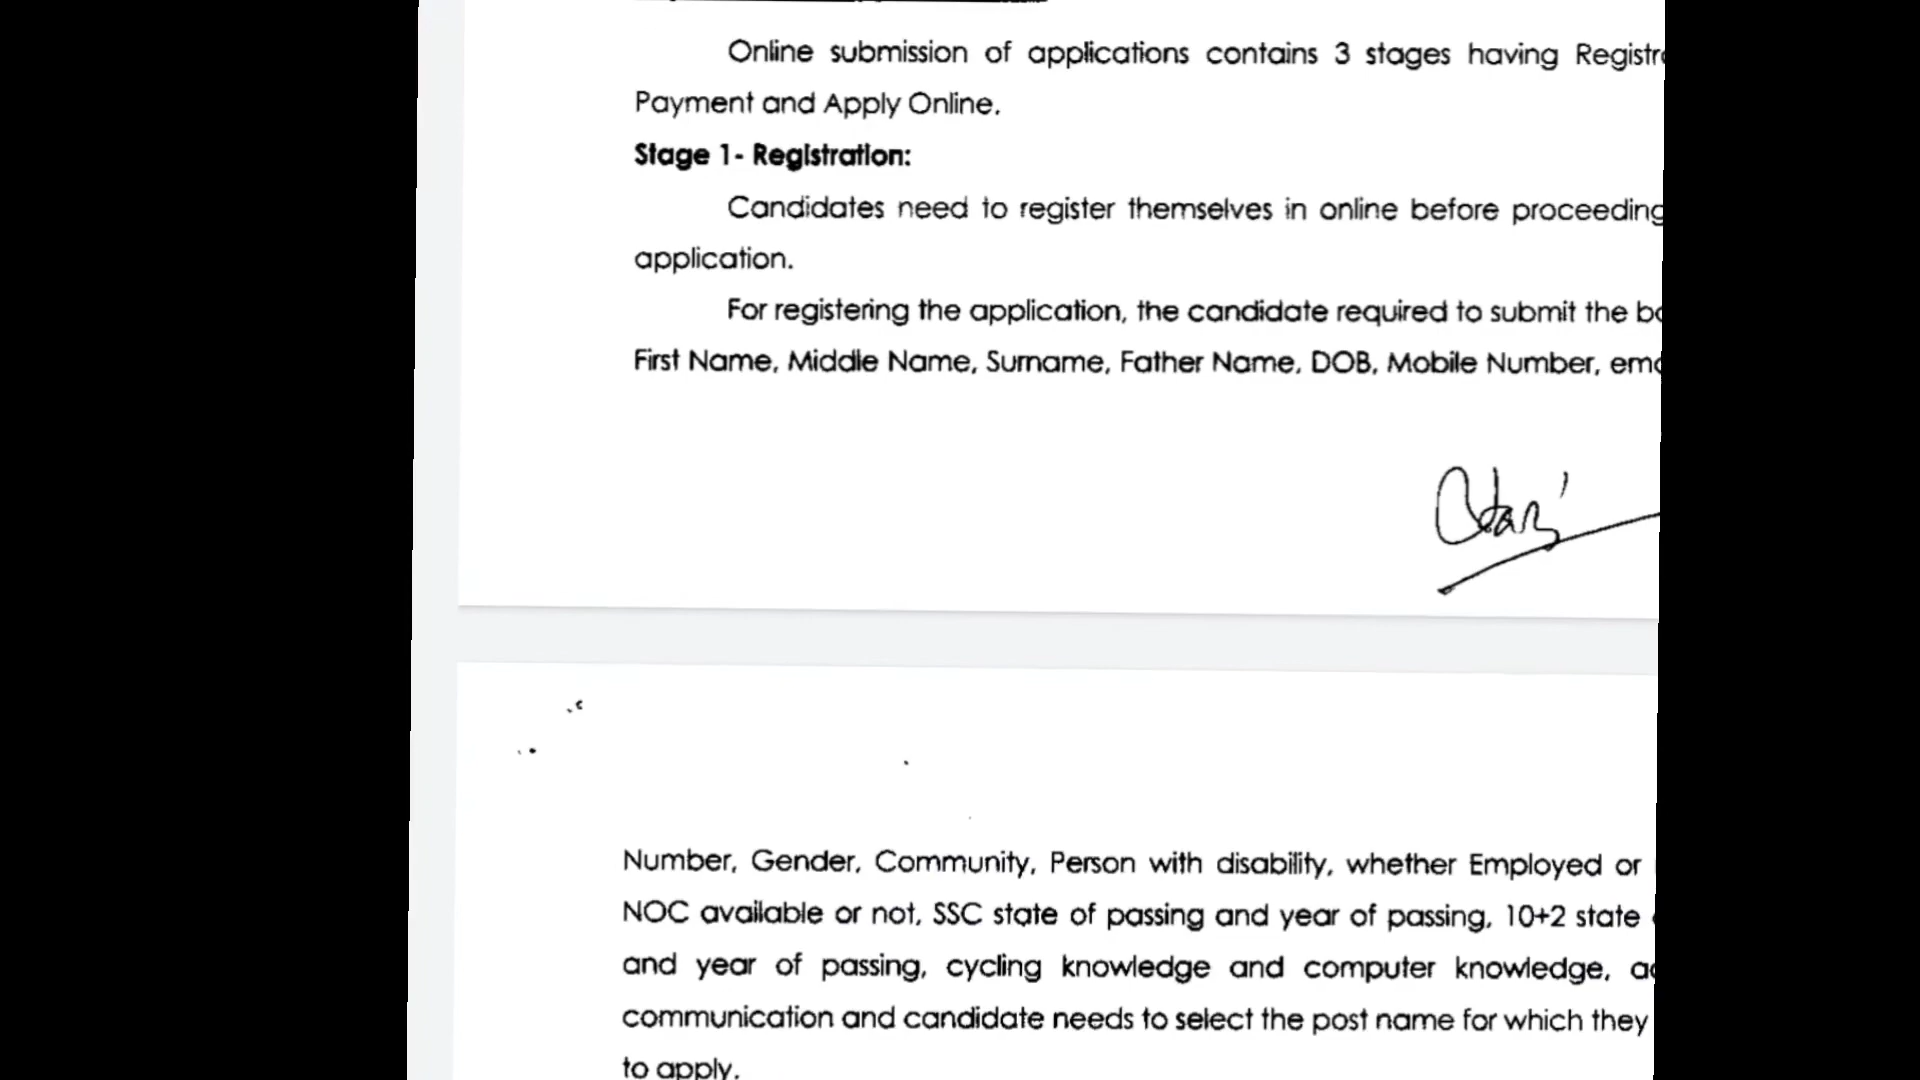 Online submission of applications contains 3 stages having
Payment and Apply Online.
Stage 1- Registration:
Candidates need to register themselves in online before proceeding
application.
For registering the application, the candidate required to submit the
First Name, Middle Name, Surname, Father Name, DOB, Mobile Number,
Number, Gender, Community, Person with disability, whether Employed or
NOC available or not, SSC state of passing and year of passing, 10+2 state
and year of passing, cycling knowledge and computer knowledge,
communication and candidate needs to select the post name for which they
to apply.